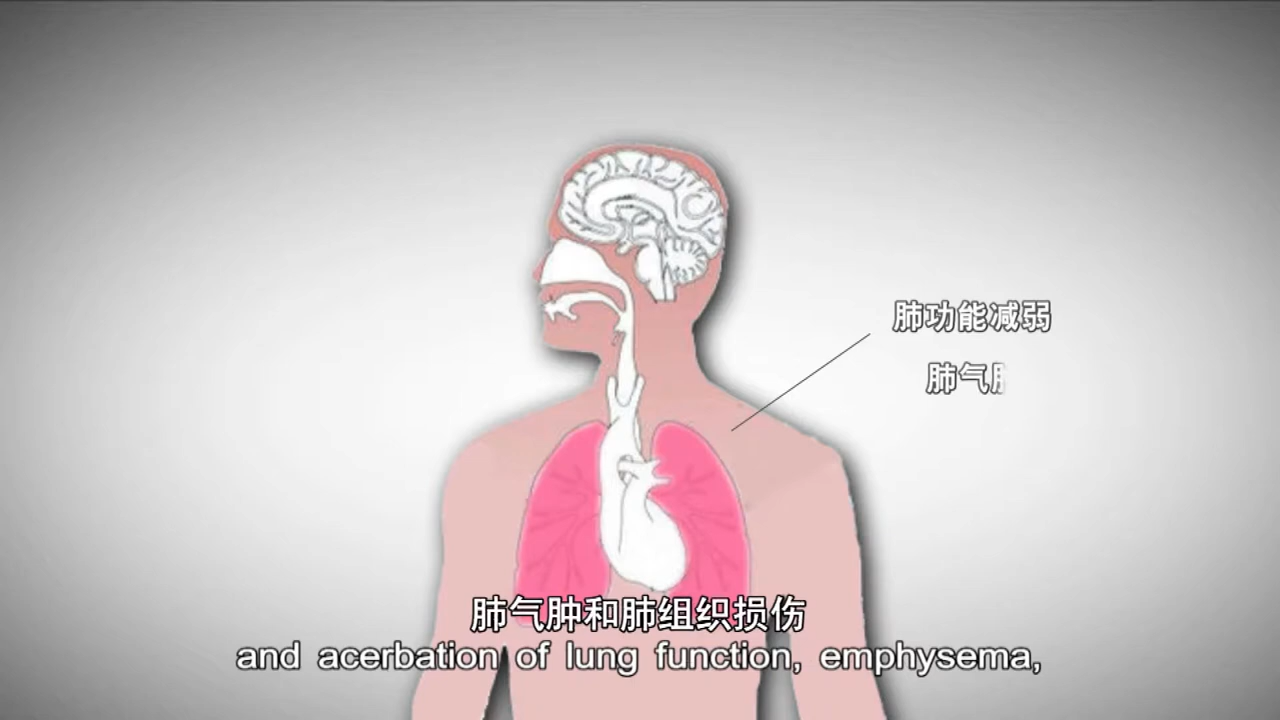 肺功能减弱
肺气
肺气肿和肺组织损伤
and acerbation of lung function, emphysema,